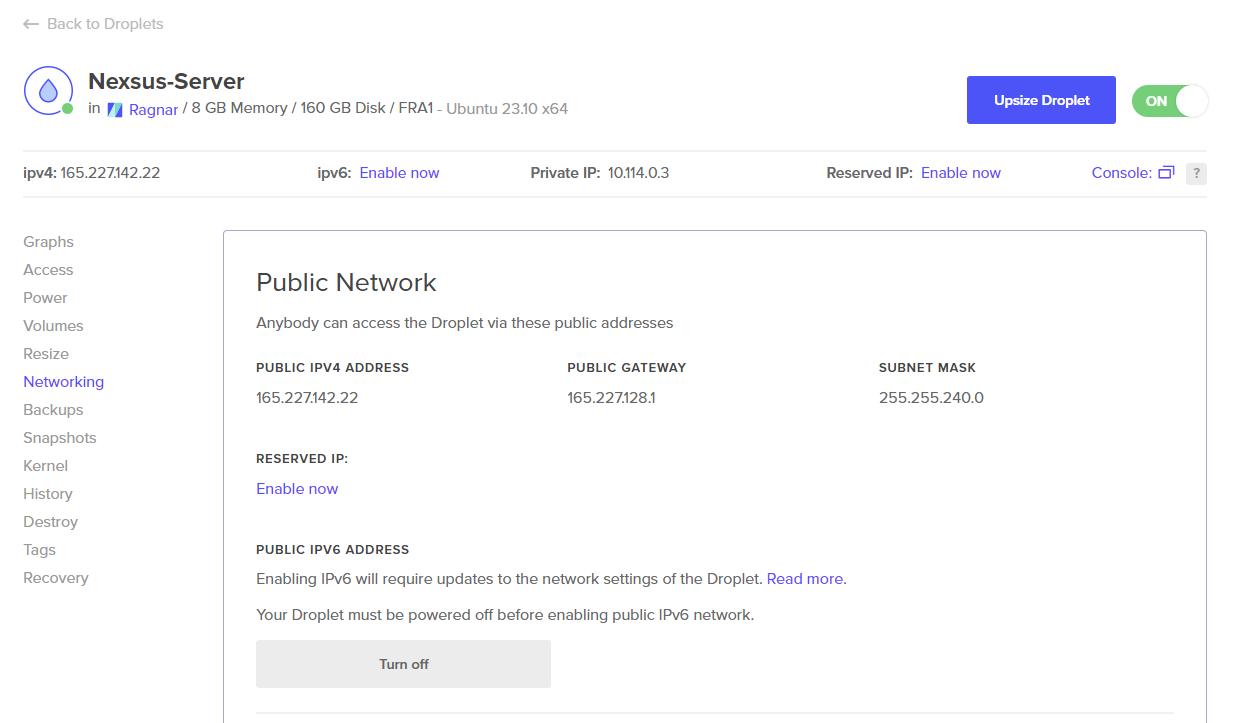 ← Back to Droplets
Nexsus-Server
in Ragnar / 8 GB Memory / 160 GB Disk / FRA1 - Ubuntu 23.10 x64
Upsize Droplet
ON
ipv4: 165.227.142.22 ipv6: Enable now Private IP: 10.114.0.3 Reserved IP: Enable now Console: ?
Graphs
Access
Power
Volumes
Resize
Networking
Backups
Snapshots
Kernel
History
Destroy
Tags
Recovery
Public Network
Anybody can access the Droplet via these public addresses
PUBLIC IPV4 ADDRESS PUBLIC GATEWAY SUBNET MASK
165.227.142.22 165.227.128.1 255.255.240.0
RESERVED IP:
Enable now
PUBLIC IPV6 ADDRESS
Enabling IPv6 will require updates to the network settings of the Droplet. Read more.
Your Droplet must be powered off before enabling public IPv6 network.
Turn off